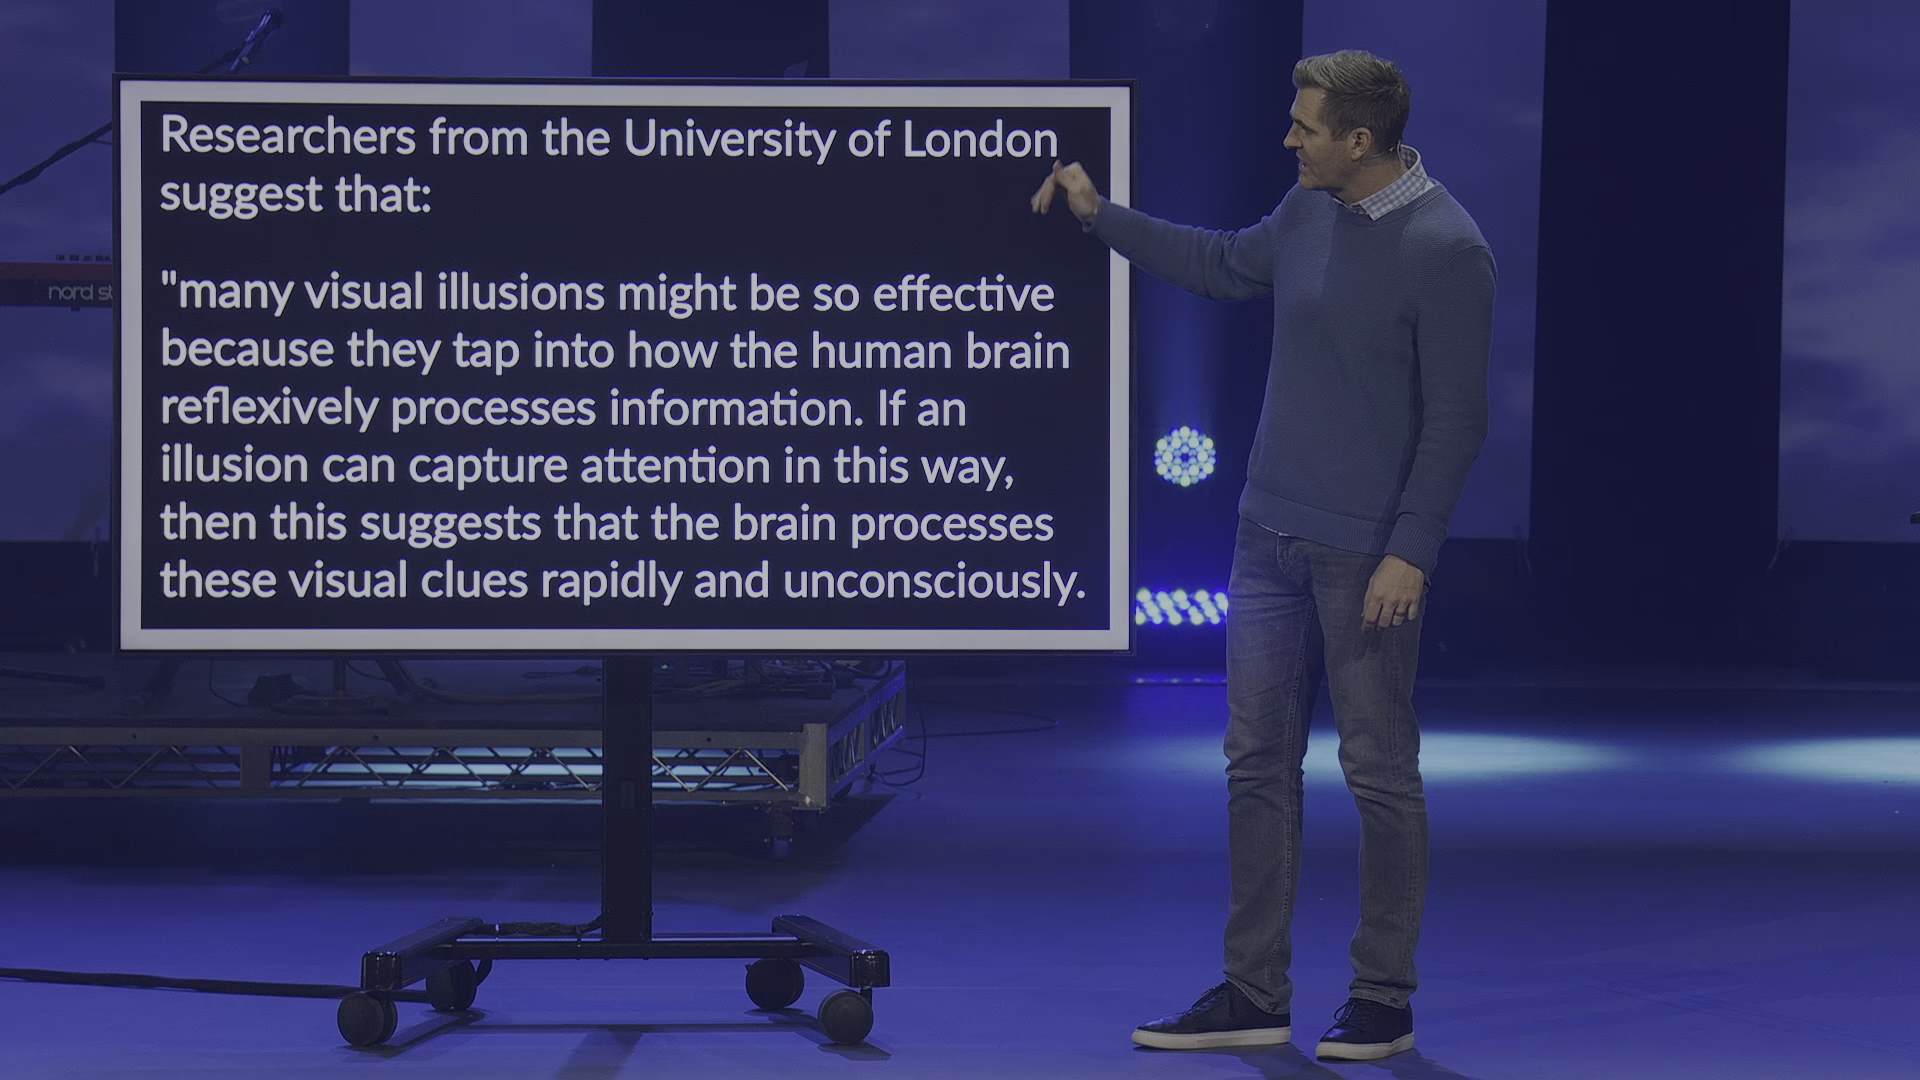 Researchers from the University of London
suggest that:
"many visual illusions might be so effective
because they tap into how the human brain
reflexively processes information. If an
illusion can capture attention in this way,
then this suggests that the brain processes
these visual clues rapidly and unconsciously.
nord